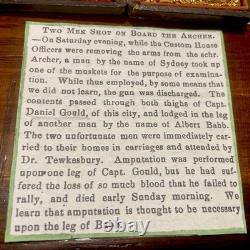 TWO MEN SHOT ON BOARD THE ARCHER.
—On Saturday evening, while the Custom House
Officers were removing the arms from the schr.
Archer, a man by the name of Sydney took up
one of the muskets for the purpose of examina-
tion. While employed, by some means that
we did not learn, the gun was discharged. The
contents passed through both thighs of Capt.
Daniel Gould, of this city, and lodged in the leg
of another man by the name of Albert Babb.
The two unfortunate men were immediately car-
ried to their homes in carriages and attended by
Dr. Tewkesbury. Amputation was performed
upon one leg of Capt. Gould, but he had suf-
fered the loss of so much blood that he failed to
rally, and died early Sunday morning. We
learn that amputation is thought to be necessary
upon the leg of Babb.